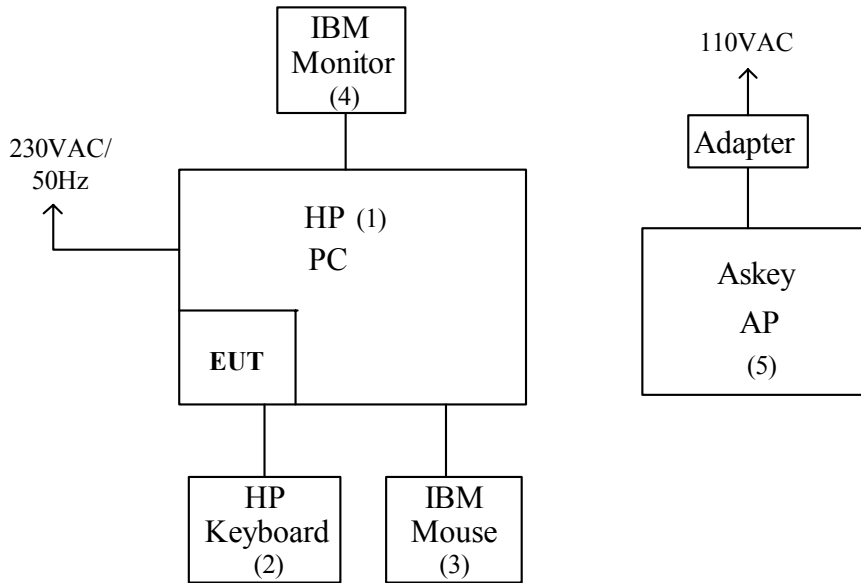 IBM
Monitor
(4)
230VAC/
50Hz
HP (1)
PC
EUT
HP
Keyboard
(2)
IBM
Mouse
(3)
110VAC
Adapter
Askey
AP
(5)